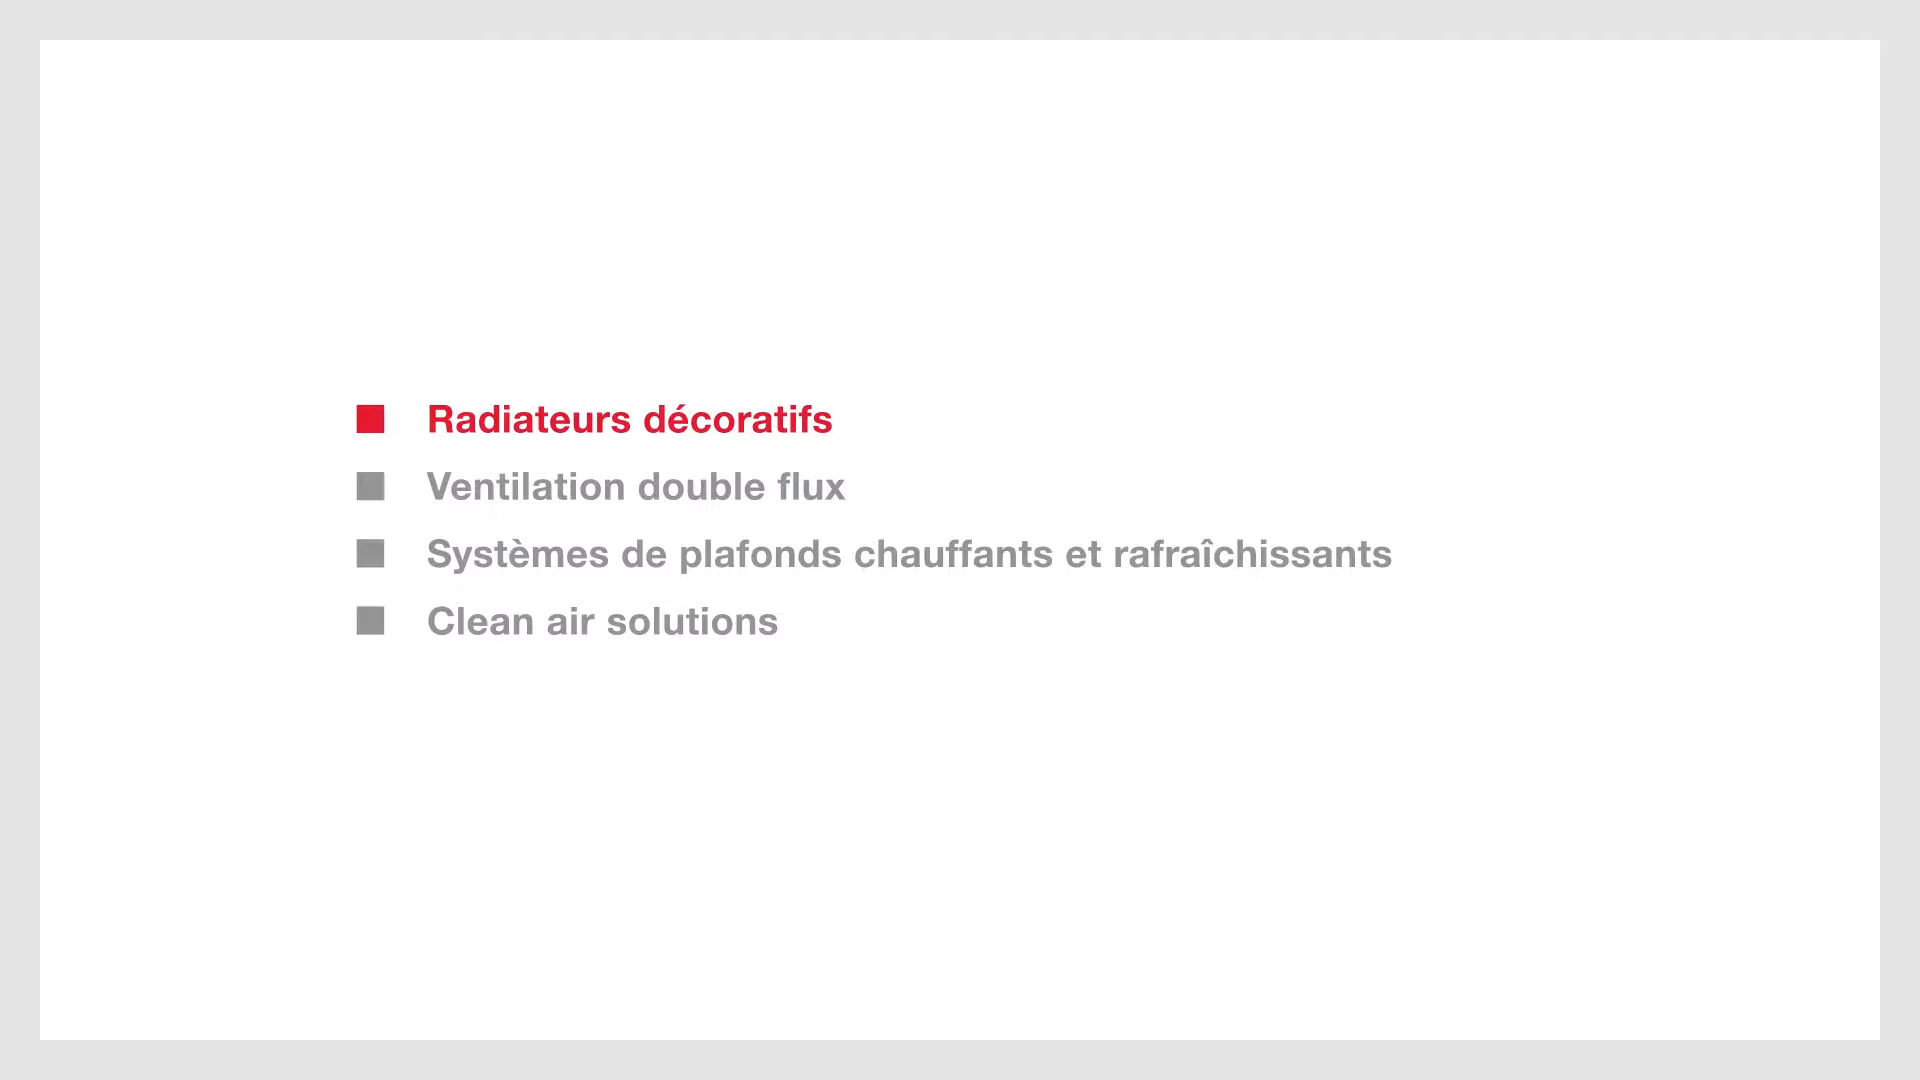 Radiateurs décoratifs
Ventilation double flux
Systèmes de plafonds chauffants et rafraîchissants
Clean air solutions